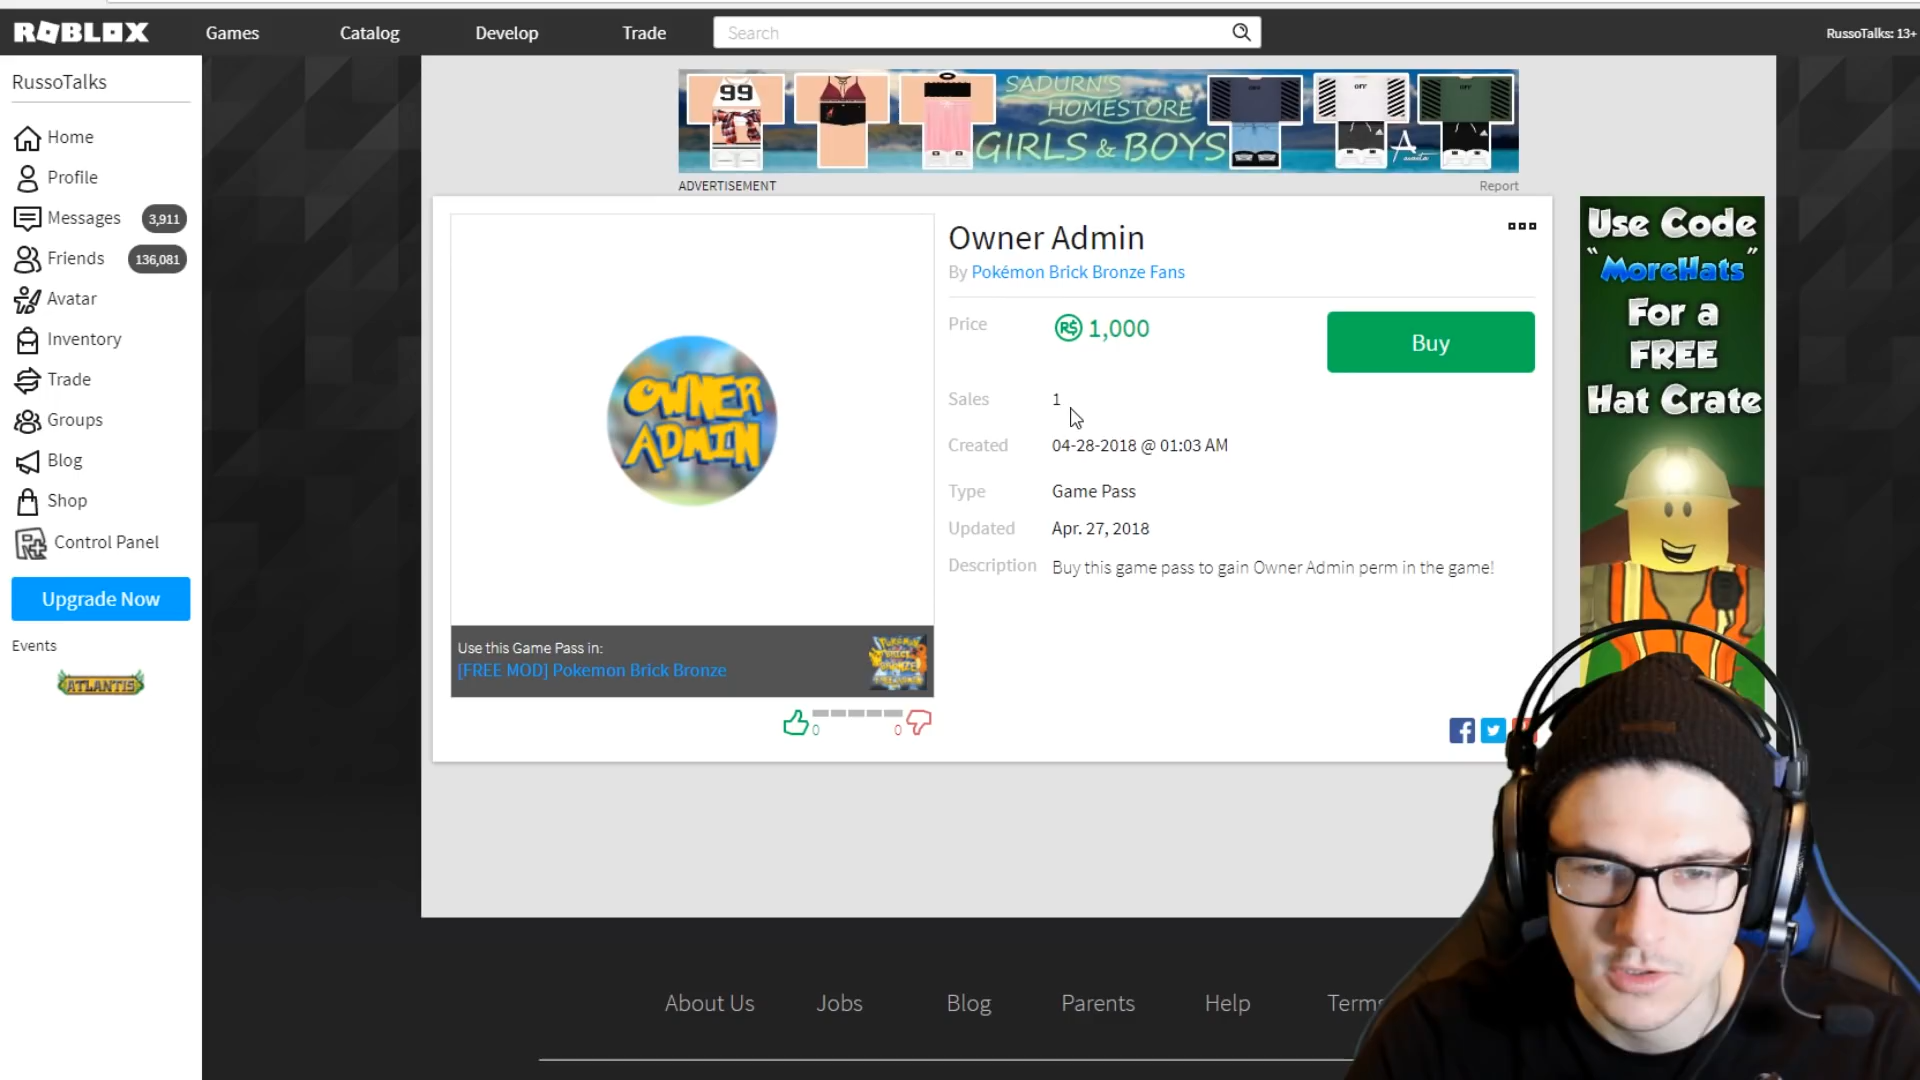 ROBLOX
Games
Catalog
Develop
Trade
Search
RussoTalks: 13+
RussoTalks
Home
Profile
Messages 3,911
Friends 136,081
Avatar
Inventory
Trade
Groups
Blog
Shop
Control Panel
Upgrade Now
Events
ATLANTIS
99
SADURN'S
HOMESTORE
GIRLS & BOYS
OFF
OFF
OFF
ADVERTISEMENT
Report
OWNER
ADMIN
Use this Game Pass in:
[FREE MOD] Pokemon Brick Bronze
0
0
Owner Admin
By Pokémon Brick Bronze Fans
Price R$ 1,000
Buy
Sales 1
Created 04-28-2018 @ 01:03 AM
Type Game Pass
Updated Apr. 27, 2018
Description Buy this game pass to gain Owner Admin perm in the game!
Use Code
"MoreHats"
For a
FREE
Hat Crate
About Us
Jobs
Blog
Parents
Help
Terms